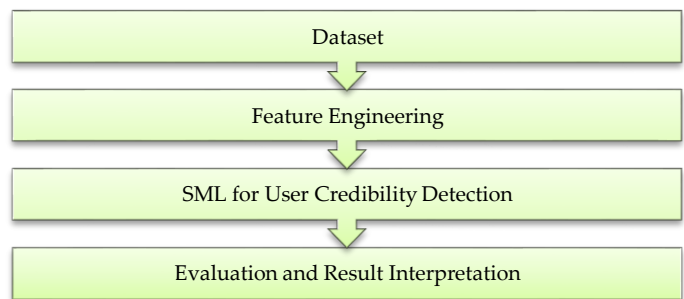 Dataset
Feature Engineering
SML for User Credibility Detection
Evaluation and Result Interpretation